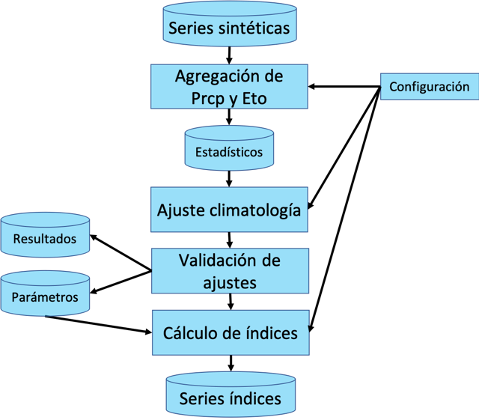 Series sintéticas
Agregación de
Prcp y Eto
Configuración
Estadísticos
Ajuste climatología
Resultados
Validación de
ajustes
Parámetros
Cálculo de índices
Series índices